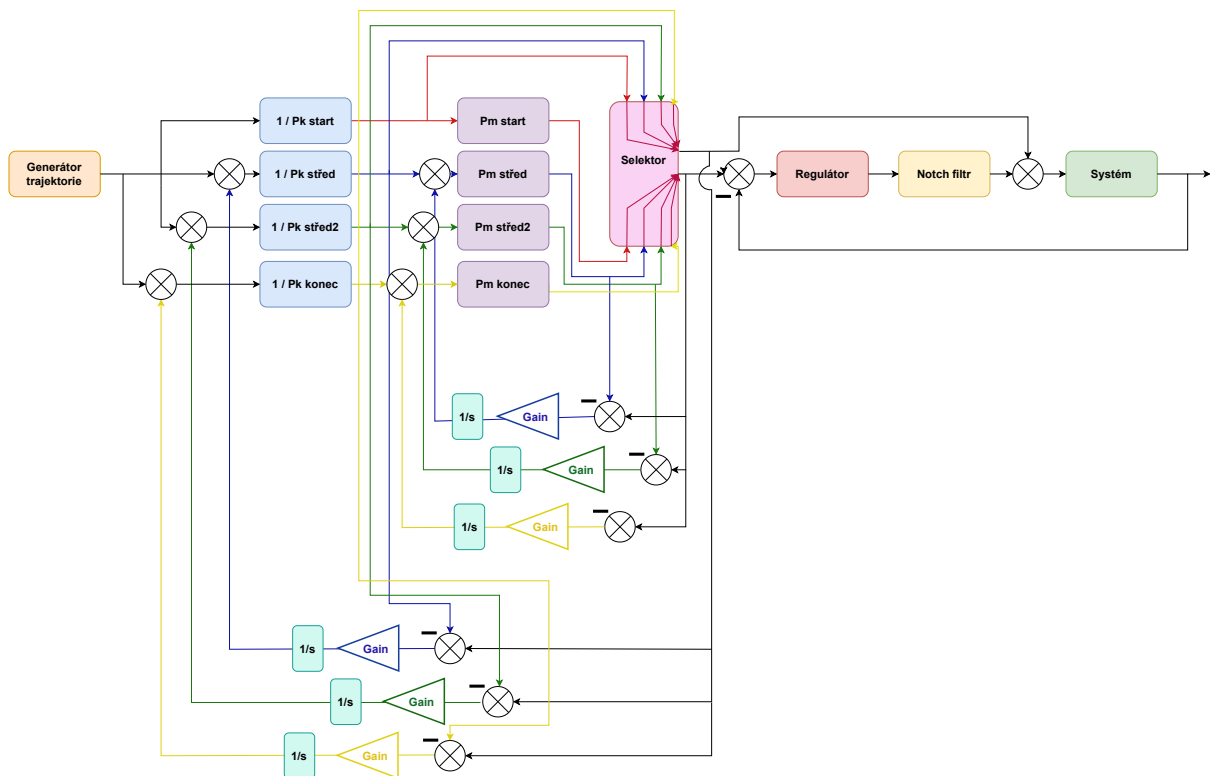 Generátor
trajektorie
1 / Pk start
1 / Pk střed
1 / Pk střed2
1 / Pk konec
Pm start
Pm střed
Pm střed2
Pm konec
Selektor
Regulátor
Notch filtr
Systém
1/s
Gain
1/s
Gain
1/s
Gain
1/s
Gain
1/s
Gain
1/s
Gain